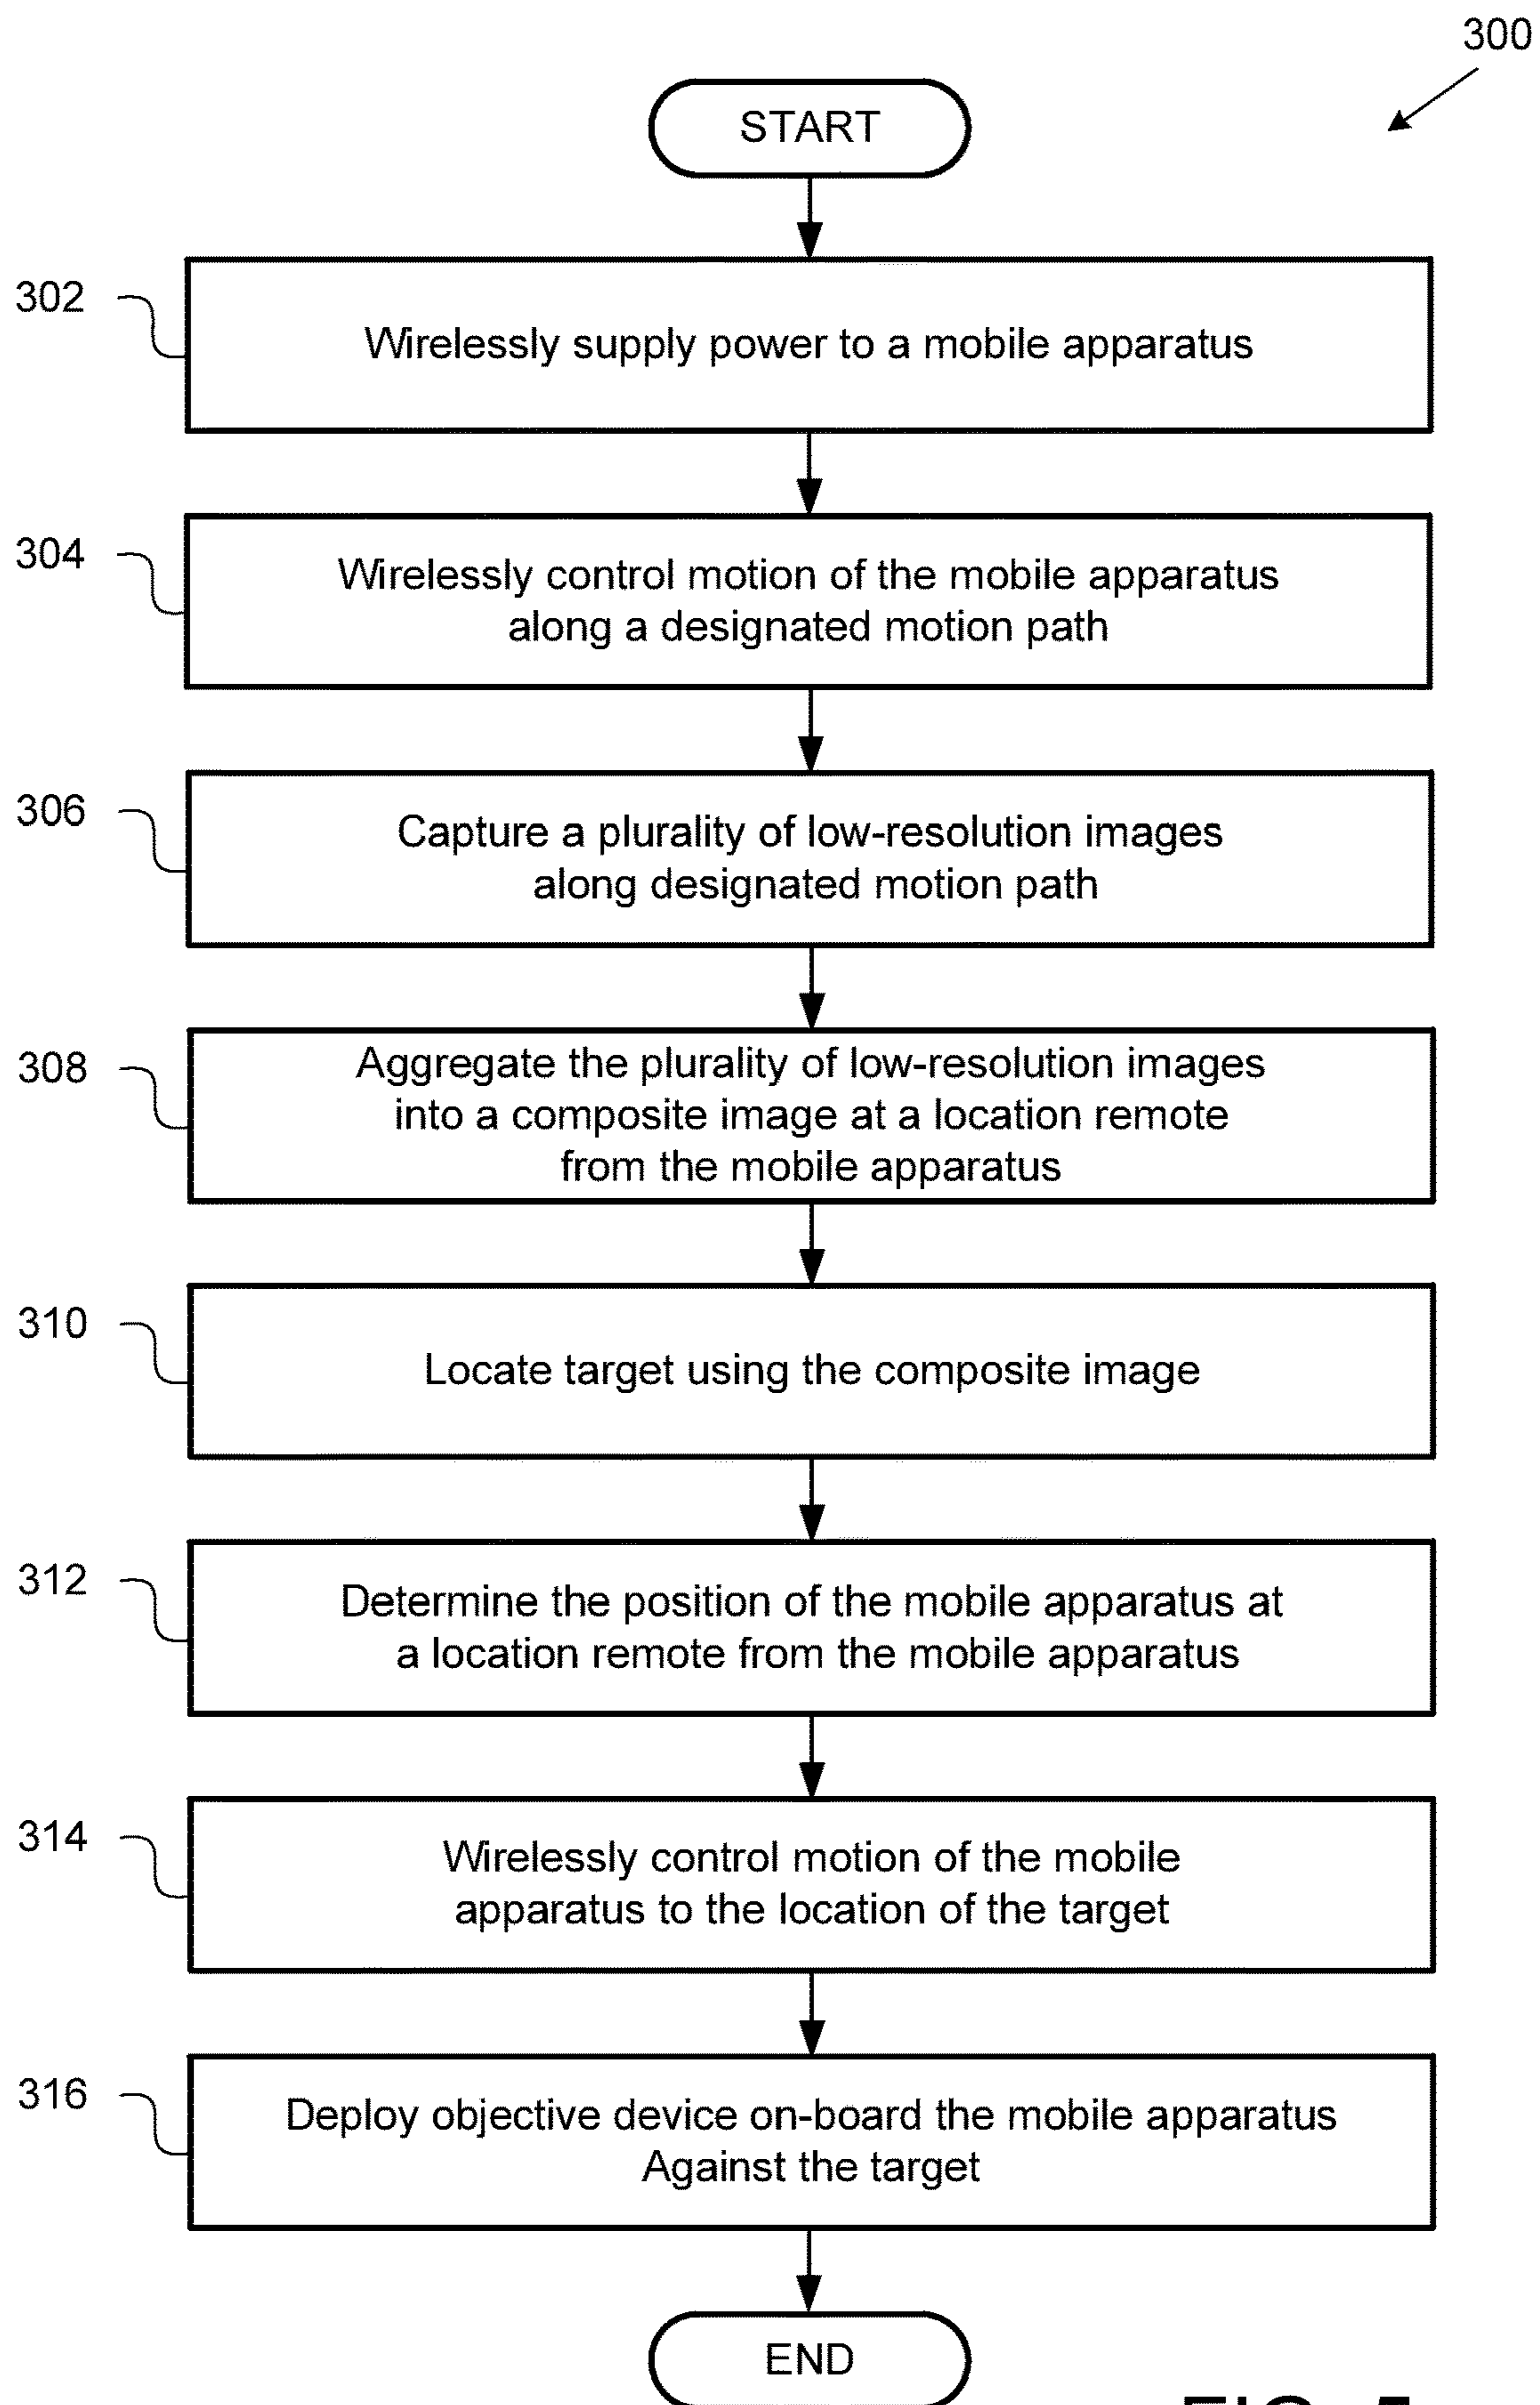 300
START
302
Wirelessly supply power to a mobile apparatus
304
Wirelessly control motion of the mobile apparatus
along a designated motion path
306
Capture a plurality of low-resolution images
along designated motion path
308
Aggregate the plurality of low-resolution images
into a composite image at a location remote
from the mobile apparatus
310
Locate target using the composite image
312
Determine the position of the mobile apparatus at
a location remote from the mobile apparatus
314
Wirelessly control motion of the mobile
apparatus to the location of the target
316
Deploy objective device on-board the mobile apparatus
Against the target
END